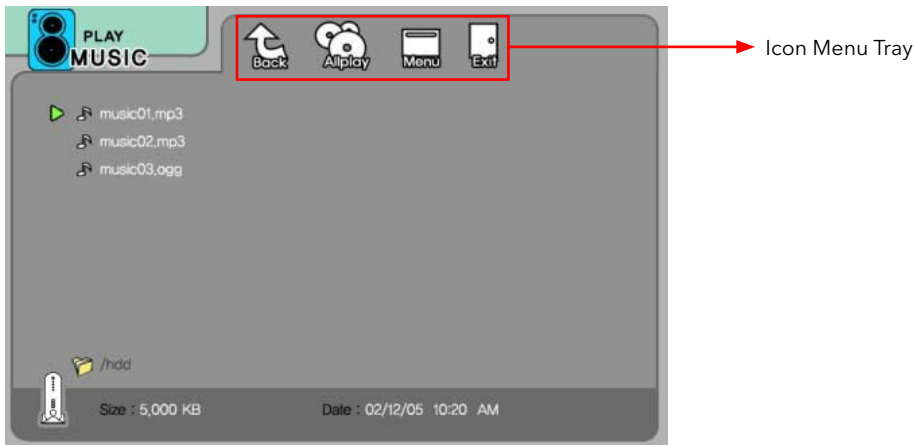 PLAY
MUSIC
Back Allplay Menu Exit
Icon Menu Tray
music01.mp3
music02.mp3
music03.ogg
/hdd
Size : 5,000 KB Date : 02/12/05 10:20 AM